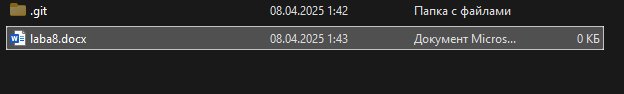 .git 08.04.2025 1:42 Папка с файлами
laba8.docx 08.04.2025 1:43 Документ Micros... 0 КБ